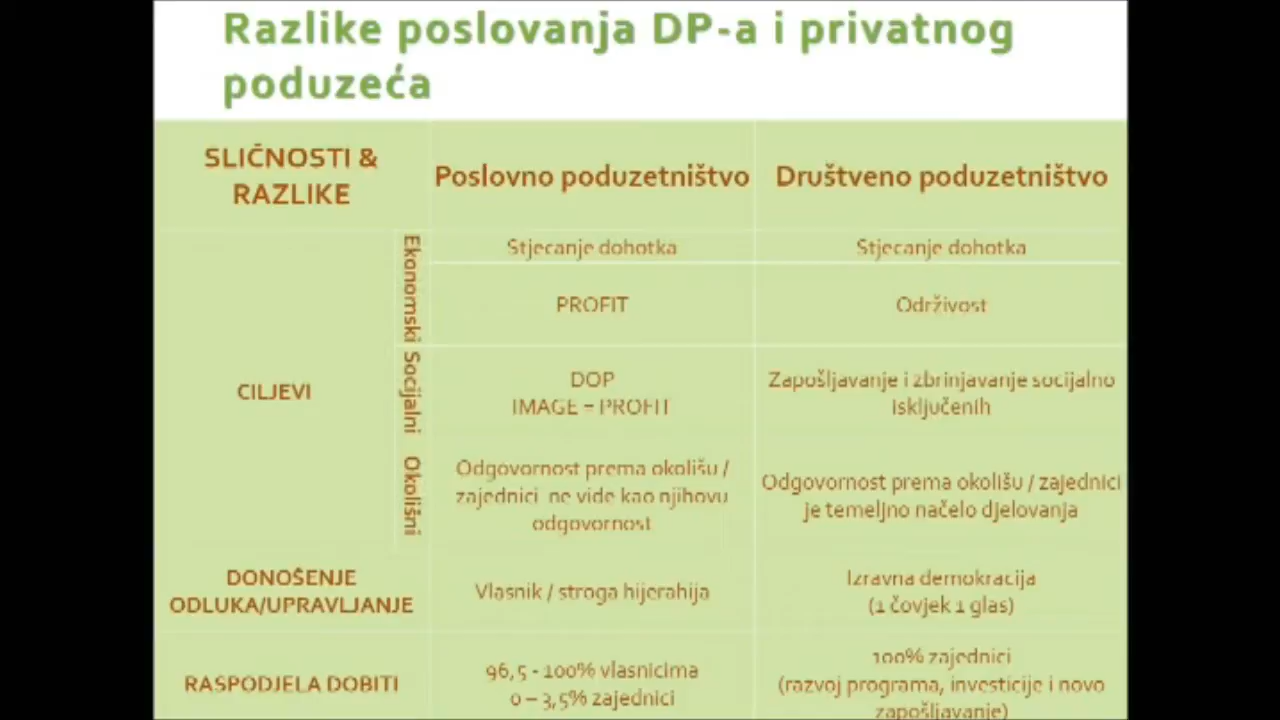 Razlike poslovanja DP-a i privatnog
poduzeća
SLIČNOSTI &
RAZLIKE
Poslovno poduzetništvo
Društveno poduzetništvo
CILJEVI
Ekonomski
Stjecanje dohotka
Stjecanje dohotka
PROFIT
Održivost
Socijalni
DOP
IMAGE = PROFIT
Zapošljavanje i zbrinjavanje socijalno
isključenih
Okolišni
Odgovornost prema okolišu /
zajednici ne vide kao njihovu
odgovornost
Odgovornost prema okolišu / zajednici
je temeljno načelo djelovanja
DONOŠENJE
ODLUKA/UPRAVLJANJE
Vlasnik / stroga hijerahija
Izravna demokracija
(1 čovjek 1 glas)
RASPODJELA DOBITI
96,5 - 100% vlasnicima
0 – 3,5% zajednici
100% zajednici
(razvoj programa, investicije i novo
zapošljavanje)